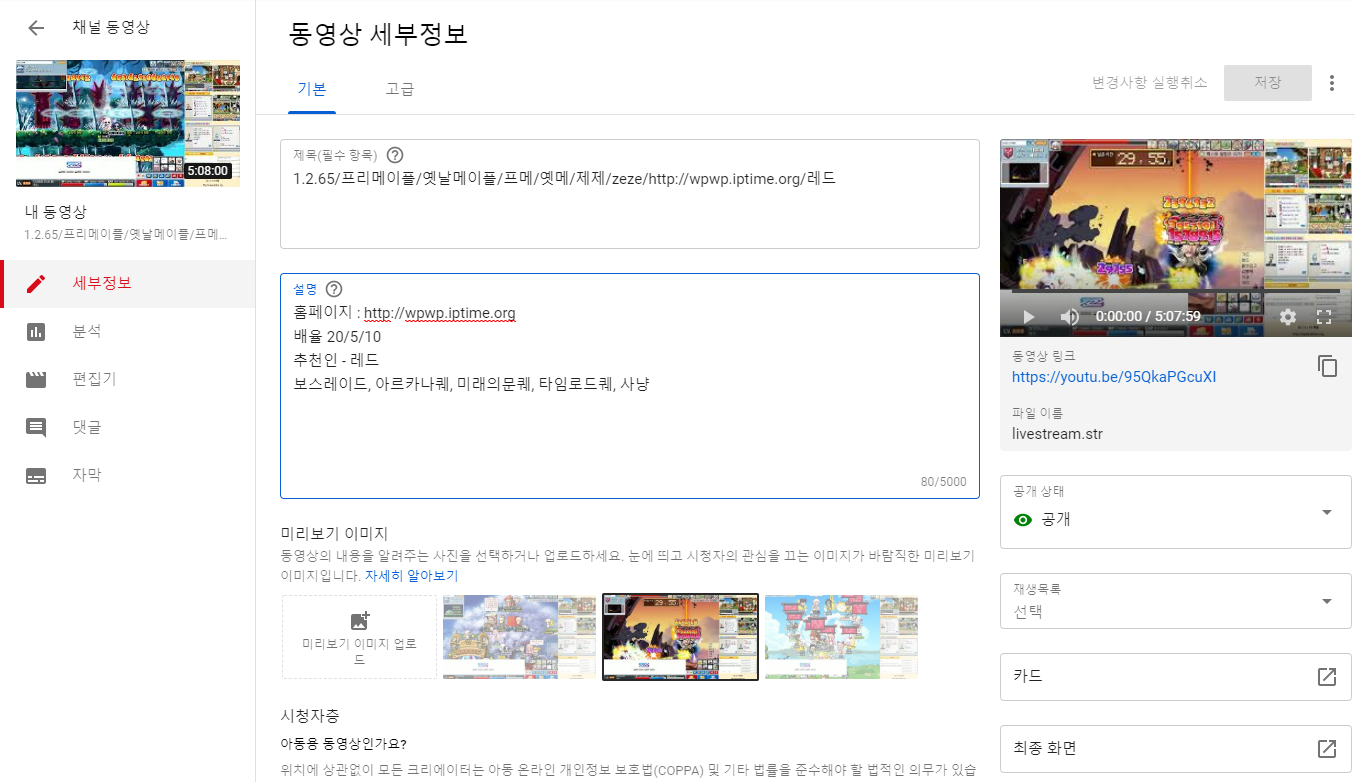 채널 동영상
5:08:00
내 동영상
1.2.65/프리메이플/옛날메이플/프메...
세부정보
분석
편집기
댓글
자막
동영상 세부정보
기본
고급
변경사항 실행취소
저장
제목(필수 항목)
1.2.65/프리메이플/옛날메이플/프메/옛메/제제/zeze/http://wpwp.iptime.org/레드
설명
홈페이지 : http://wpwp.iptime.org
배율 20/5/10
추천인 - 레드
보스레이드, 아르카나퀘, 미래의문퀘, 타임로드퀘, 사냥
80/5000
미리보기 이미지
동영상의 내용을 알려주는 사진을 선택하거나 업로드하세요. 눈에 띄고 시청자의 관심을 끄는 이미지가 바람직한 미리보기
이미지입니다. 자세히 알아보기
미리보기 이미지 업로
드
시청자층
아동용 동영상인가요?
위치에 상관없이 모든 크리에이터는 아동 온라인 개인정보 보호법(COPPA) 및 기타 법률을 준수해야 할 법적인 의무가 있습
29:55
0:00:00 / 5:07:59
동영상 링크
https://youtu.be/95QkaPGcuXI
파일 이름
livestream.str
공개 상태
공개
재생목록
선택
카드
최종 화면